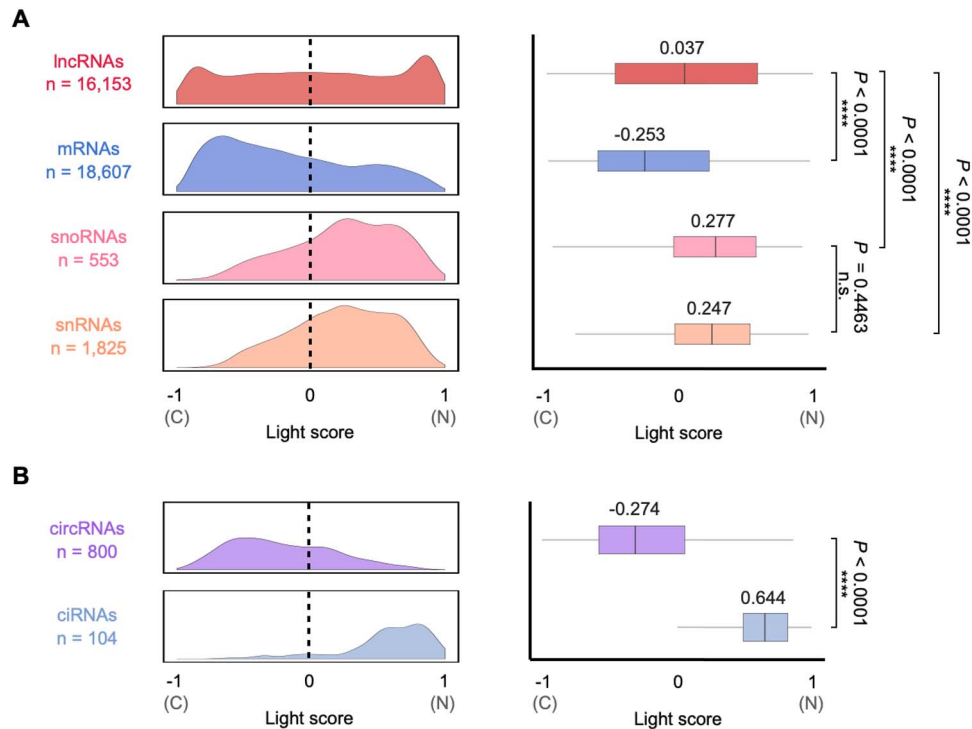 A
lncRNAs
n = 16,153
mRNAs
n = 18,607
snoRNAs
n = 553
snRNAs
n = 1,825
-1
0
1
(C)
(N)
Light score
0.037
-0.253
0.277
0.247
P < 0.0001
****
P < 0.0001
****
P < 0.0001
****
P = 0.4463
n.s.
-1
0
1
(C)
(N)
Light score
B
circRNAs
n = 800
ciRNAs
n = 104
-1
0
1
(C)
(N)
Light score
-0.274
0.644
P < 0.0001
****
-1
0
1
(C)
(N)
Light score